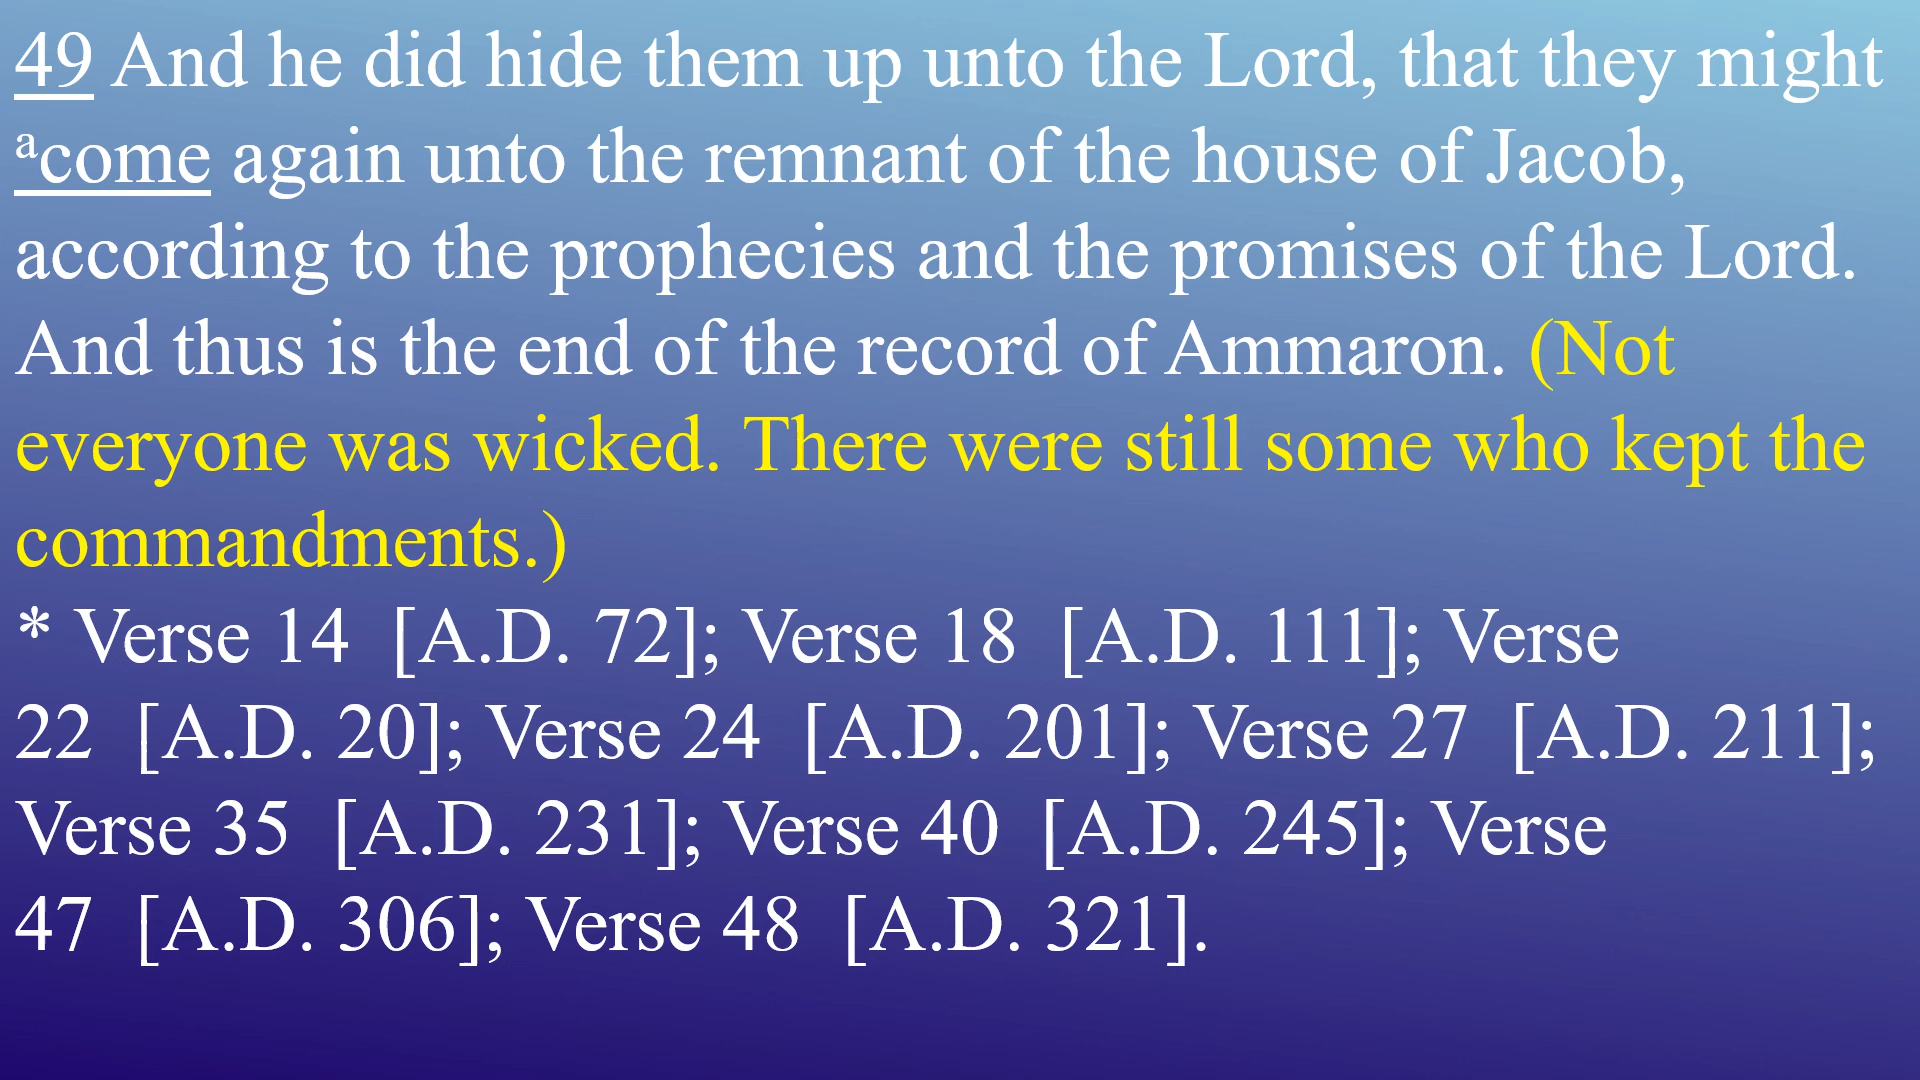 49 And he did hide them up unto the Lord, that they might
acome again unto the remnant of the house of Jacob,
according to the prophecies and the promises of the Lord.
And thus is the end of the record of Ammaron. (Not
everyone was wicked. There were still some who kept the
commandments.)
* Verse 14  [A.D. 72]; Verse 18  [A.D. 111]; Verse
22  [A.D. 20]; Verse 24  [A.D. 201]; Verse 27  [A.D. 211];
Verse 35  [A.D. 231]; Verse 40  [A.D. 245]; Verse
47  [A.D. 306]; Verse 48  [A.D. 321].